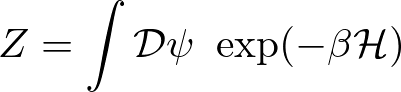 Z = ∫ 𝒟ψ exp(−βℋ)